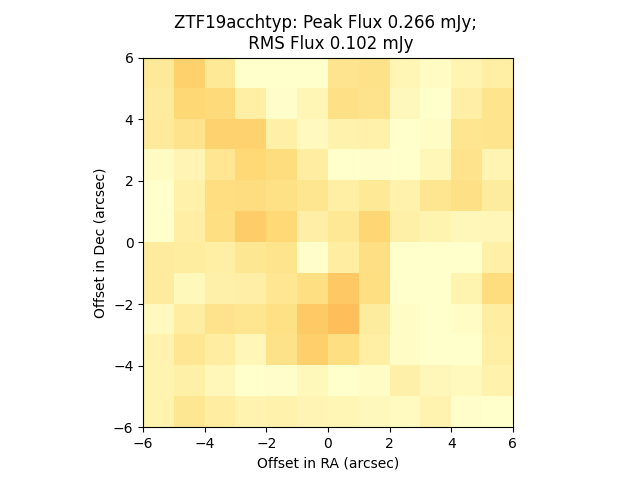 ZTF19acchtyp: Peak Flux 0.266 mJy;
RMS Flux 0.102 mJy
6
4
2
0
−2
−4
−6
Offset in Dec (arcsec)
−6 −4 −2 0 2 4 6
Offset in RA (arcsec)